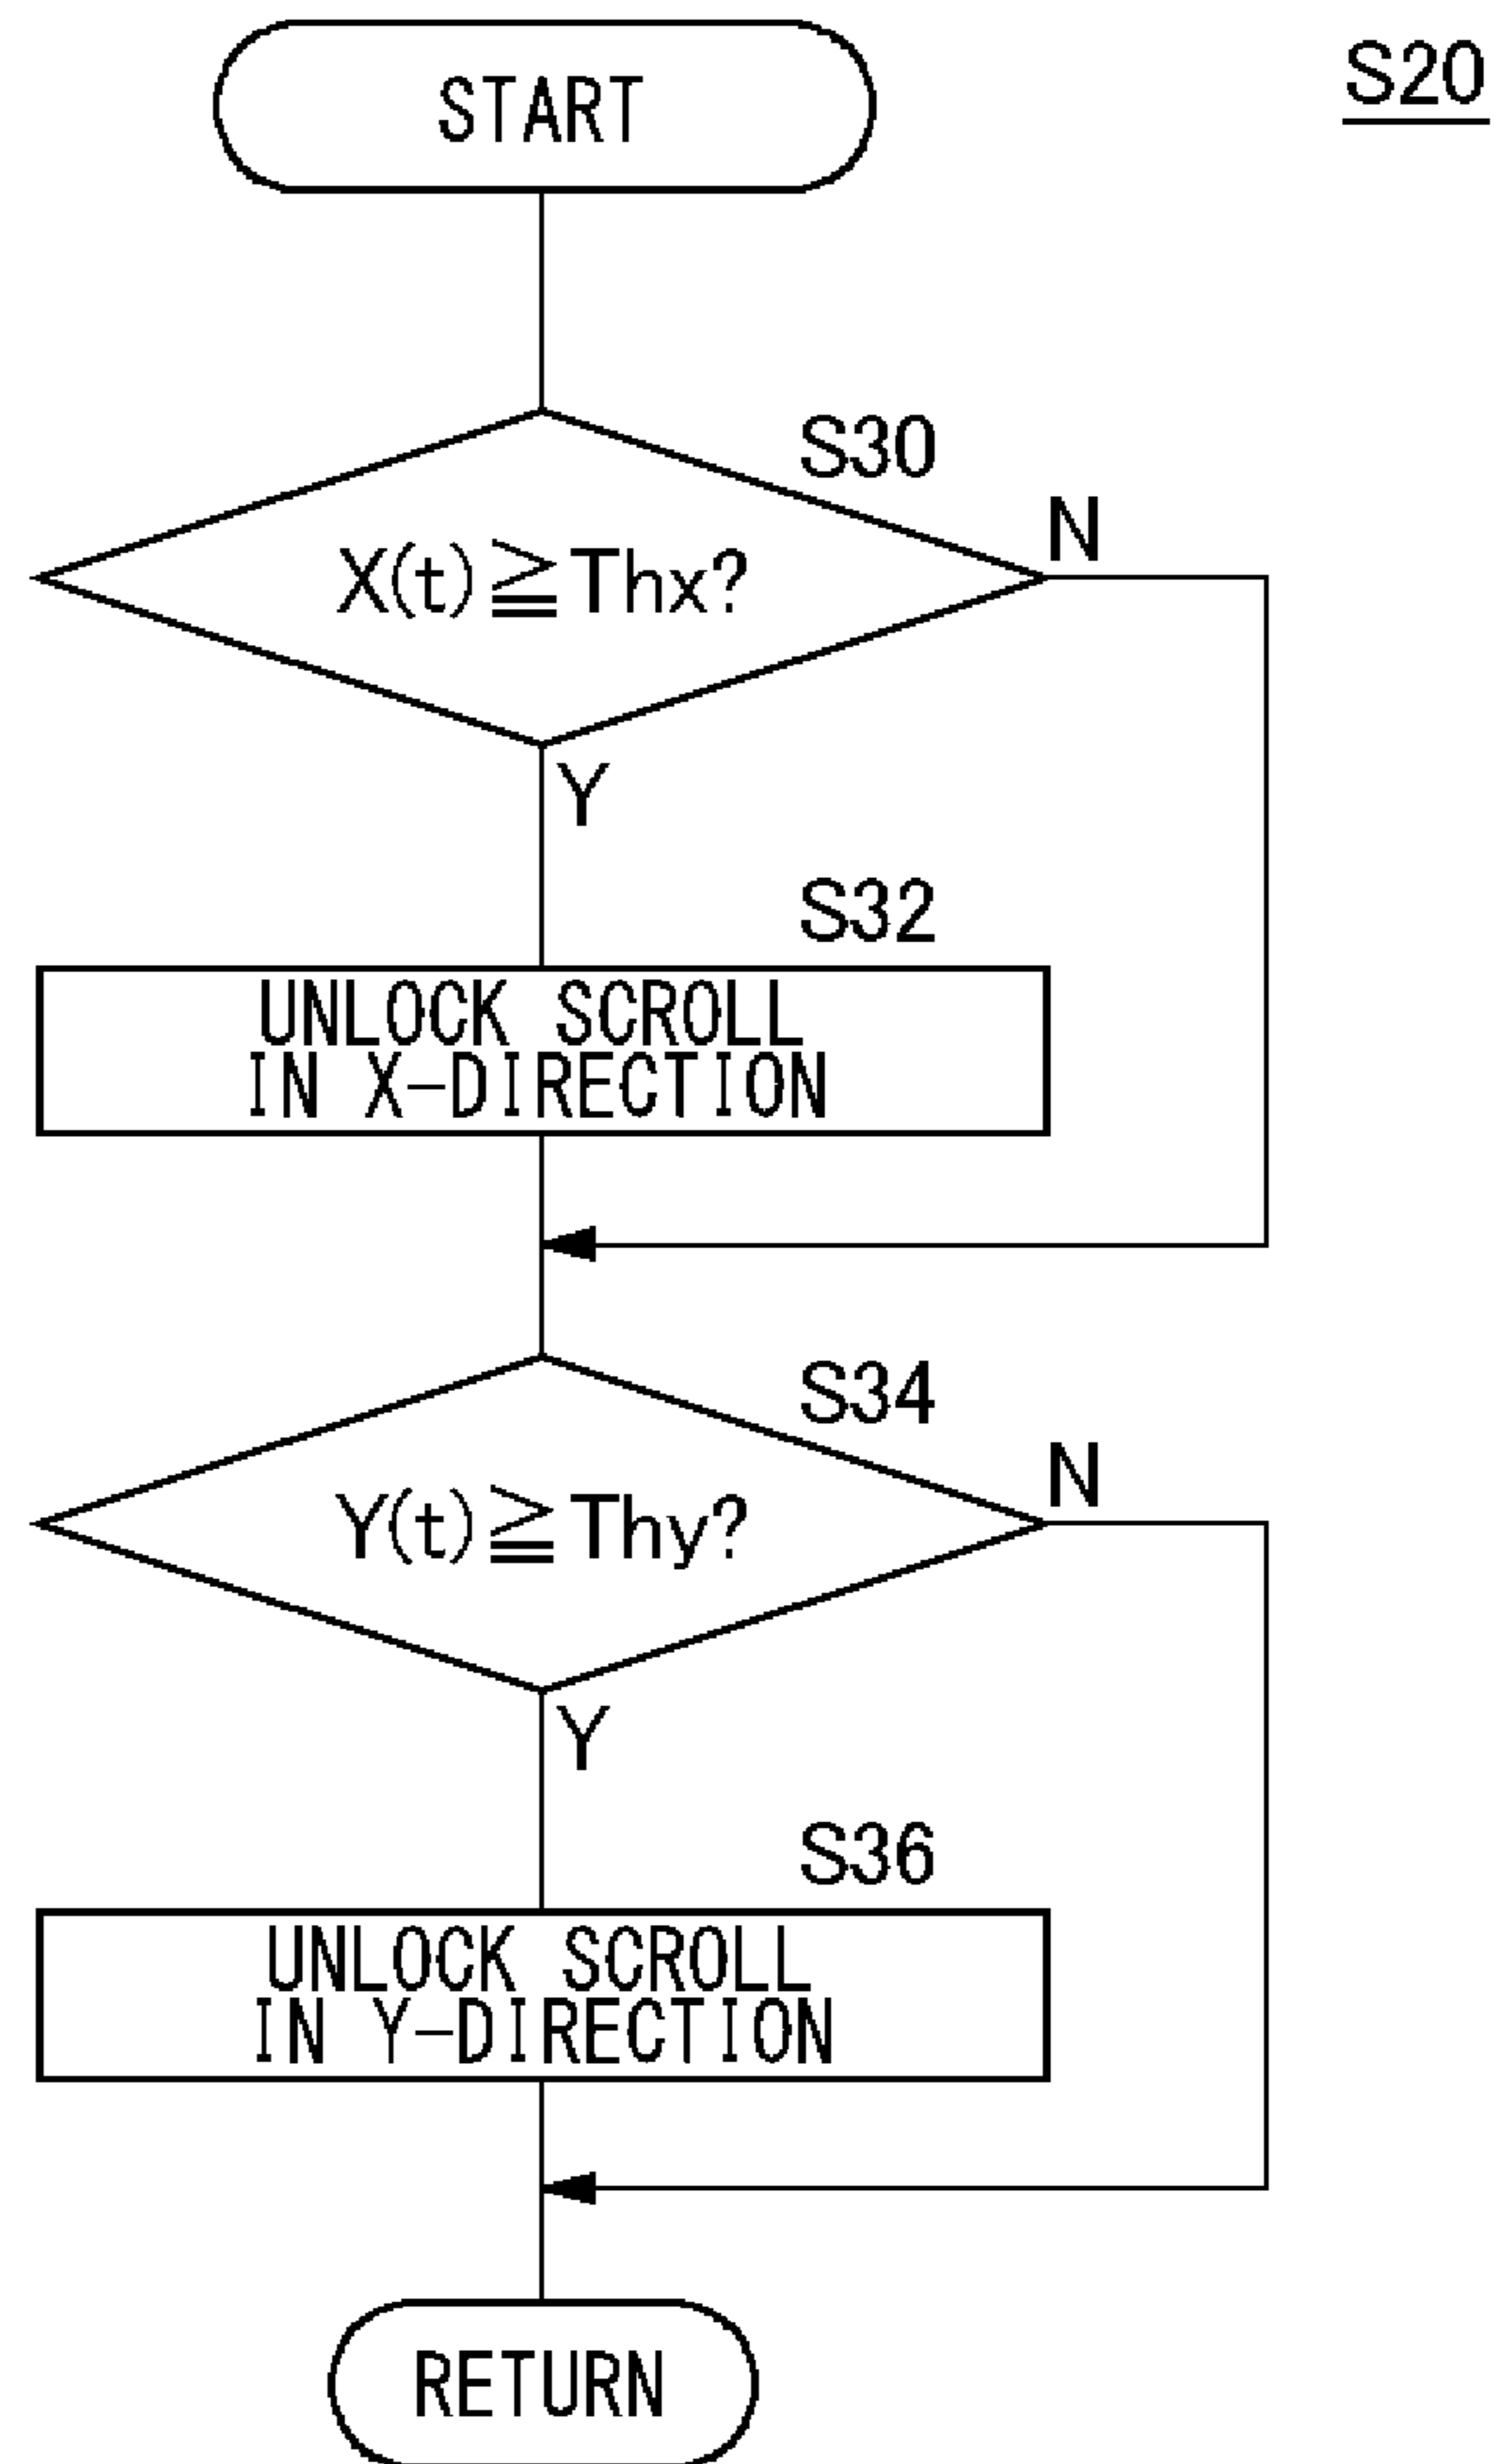 START
S20
S30
X(t)≧Thx?
N
Y
S32
UNLOCK SCROLL
IN X-DIRECTION
S34
Y(t)≧Thy?
N
Y
S36
UNLOCK SCROLL
IN Y-DIRECTION
RETURN